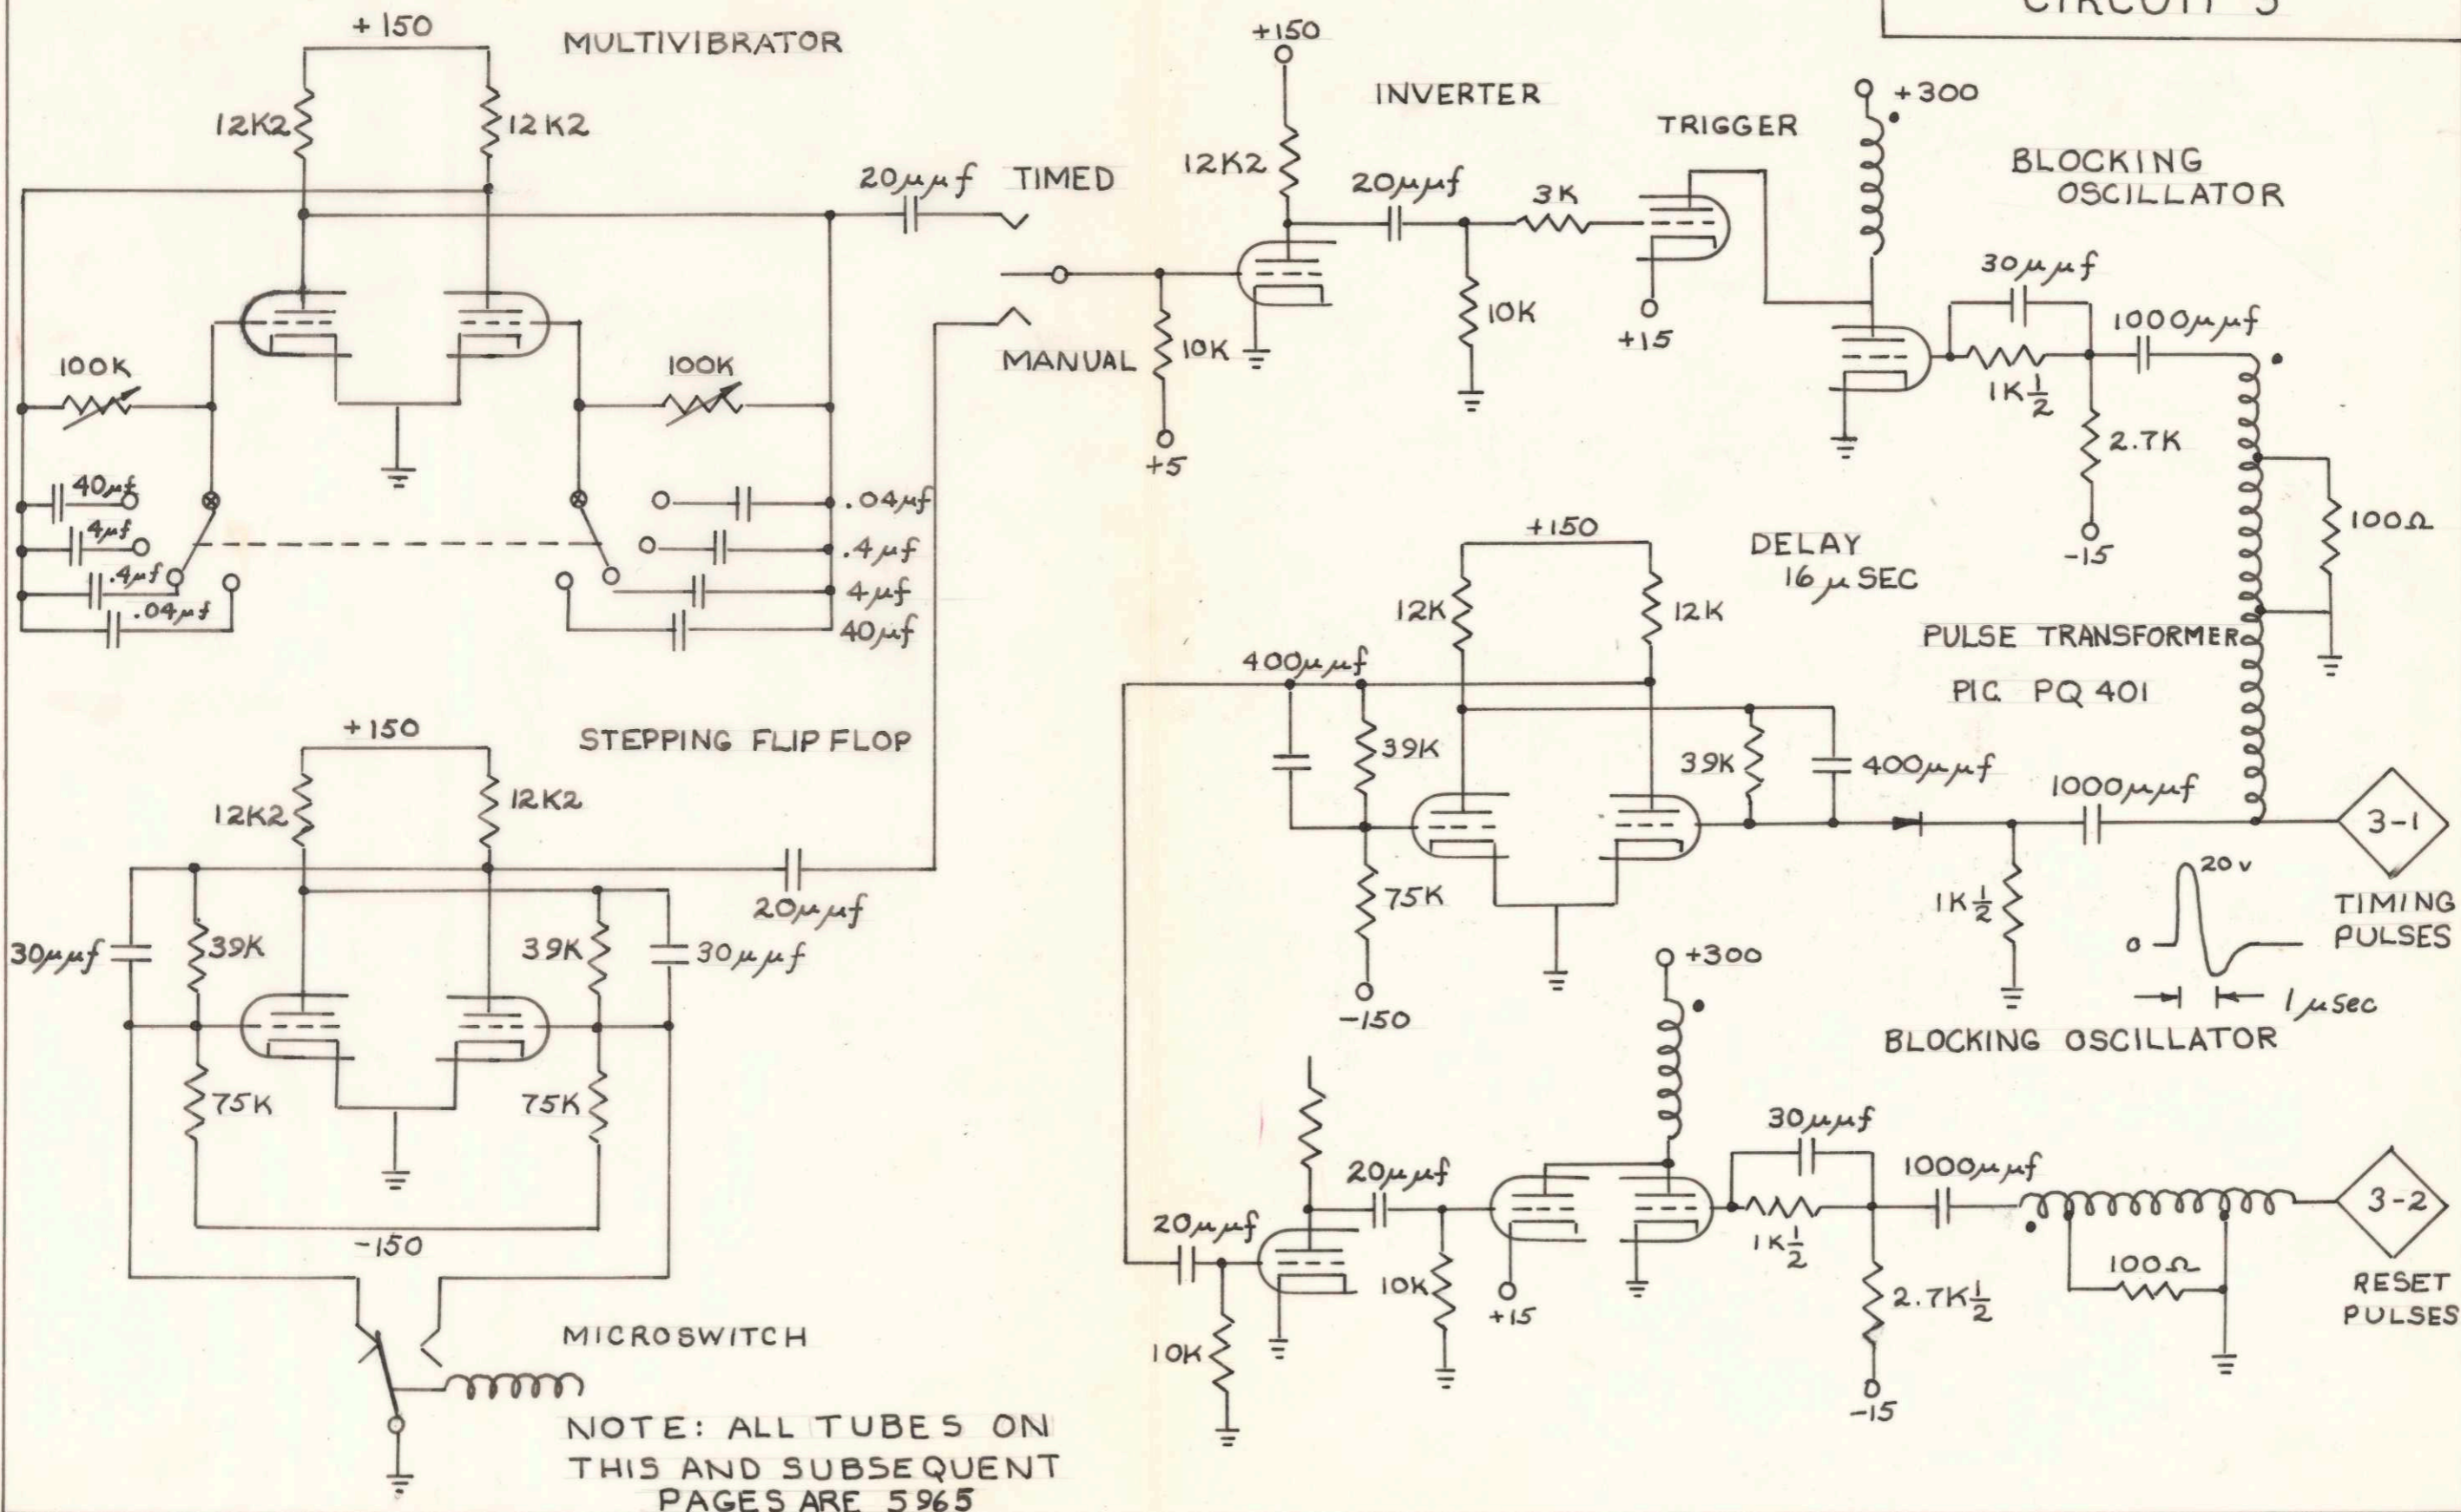 CIRCUIT 3
+150
MULTIVIBRATOR
12K2
12K2
100K
100K
40μf
4μf
.4μf
.04μf
.04μf
.4μf
4μf
40μf
20μμf
TIMED
MANUAL
+150
INVERTER
12K2
20μμf
3K
10K
+5
10K
TRIGGER
+15
+300
BLOCKING
OSCILLATOR
30μμf
1000μμf
1K½
2.7K
-15
100Ω
PULSE TRANSFORMER
PIC PQ 401
+150
DELAY
16 μ SEC
12K
12K
400μμf
39K
39K
400μμf
75K
-150
1000μμf
1K½
3-1
TIMING
PULSES
20v
0
1 μsec
+150
STEPPING FLIP FLOP
12K2
12K2
20μμf
30μμf
39K
39K
30μμf
75K
75K
-150
MICROSWITCH
NOTE: ALL TUBES ON
THIS AND SUBSEQUENT
PAGES ARE 5965
+300
BLOCKING OSCILLATOR
20μμf
10K
20μμf
10K
+15
30μμf
1K½
1000μμf
2.7K½
-15
100Ω
3-2
RESET
PULSES